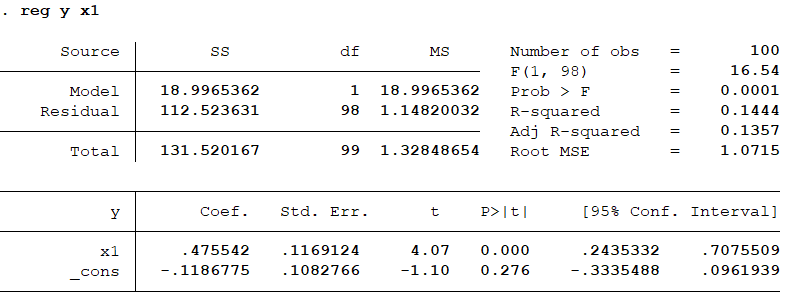 . reg y x1
Source SS df MS Number of obs = 100
F(1, 98) = 16.54
Model 18.9965362 1 18.9965362 Prob > F = 0.0001
Residual 112.523631 98 1.14820032 R-squared = 0.1444
Adj R-squared = 0.1357
Total 131.520167 99 1.32848654 Root MSE = 1.0715
y Coef. Std. Err. t P>|t| [95% Conf. Interval]
x1 .475542 .1169124 4.07 0.000 .2435332 .7075509
_cons -.1186775 .1082766 -1.10 0.276 -.3335488 .0961939